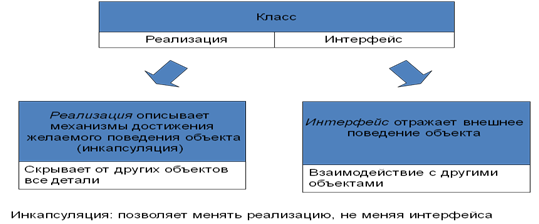 Класс
Реализация Интерфейс
Реализация описывает
механизмы достижения
желаемого поведения объекта
(инкапсуляция)
Скрывает от других объектов
все детали
Интерфейс отражает внешнее
поведение объекта
Взаимодействие с другими
объектами
Инкапсуляция: позволяет менять реализацию, не меняя интерфейса